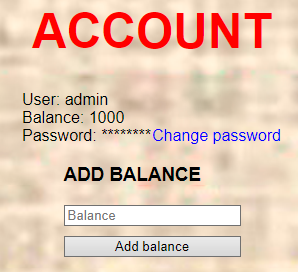 ACCOUNT
User: admin
Balance: 1000
Password: ********Change password
ADD BALANCE
Balance
Add balance